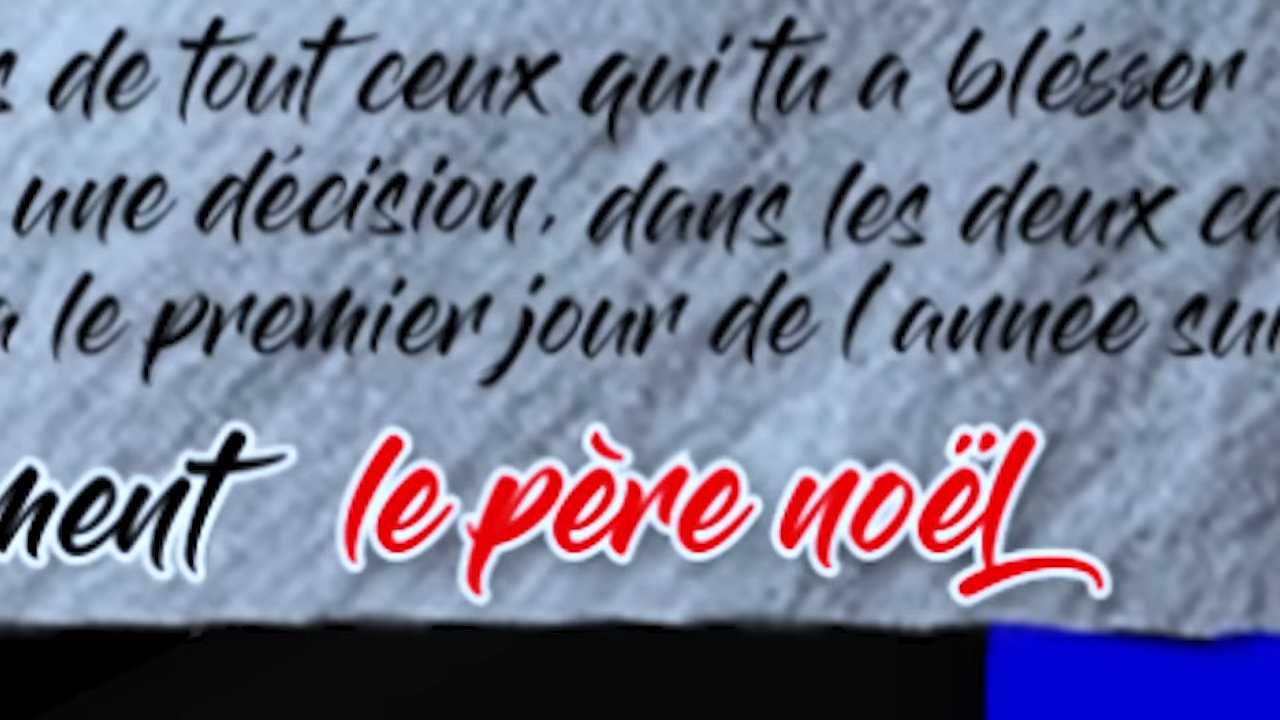 de tout ceux qui tu a blésser
une décision, dans les deux
le premier jour de l année
le père noël